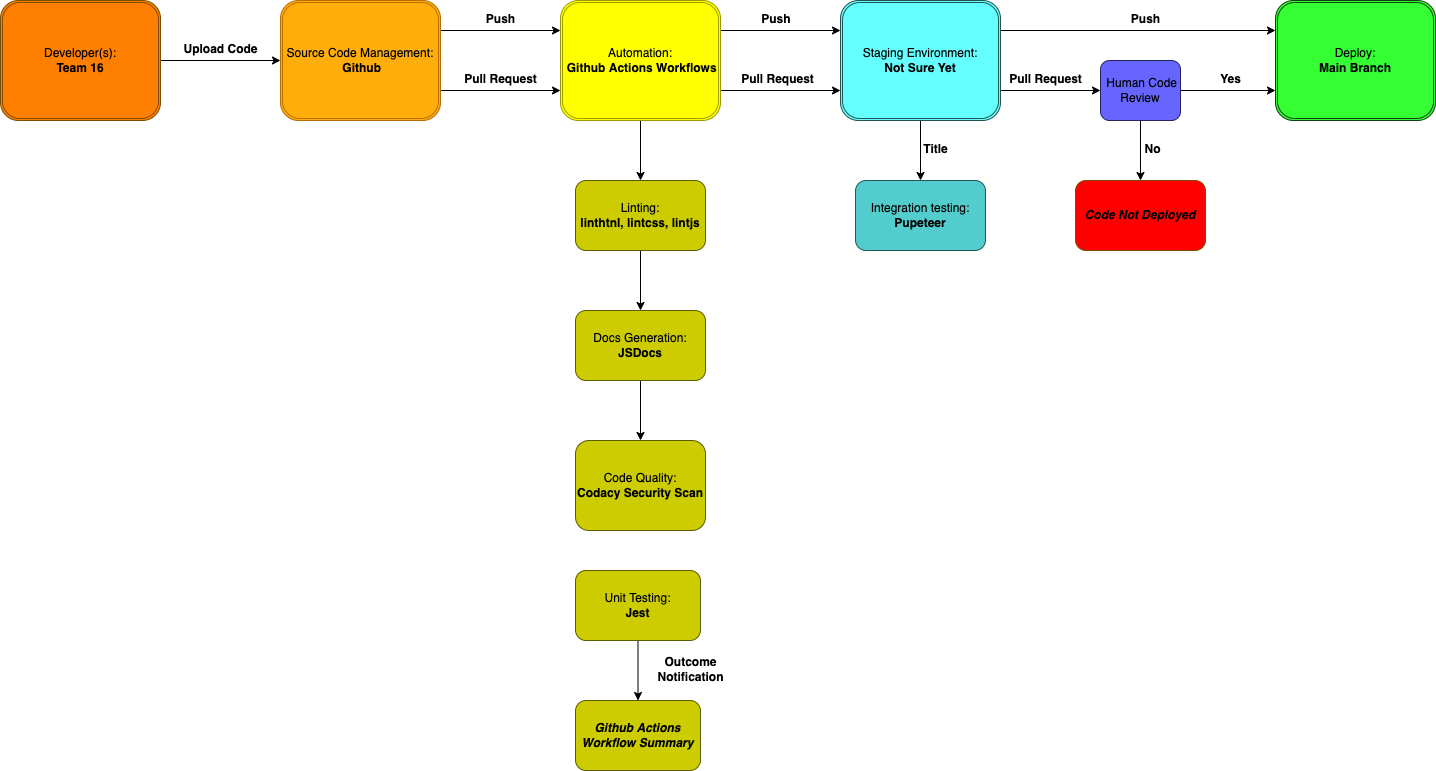 Developer(s):
Team 16
Upload Code
Source Code Management:
Github
Push
Pull Request
Automation:
Github Actions Workflows
Push
Pull Request
Staging Environment:
Not Sure Yet
Push
Pull Request
Human Code
Review
Yes
Deploy:
Main Branch
Title
No
Linting:
linthtnl, lintcss, lintjs
Integration testing:
Pupeteer
Code Not Deployed
Docs Generation:
JSDocs
Code Quality:
Codacy Security Scan
Unit Testing:
Jest
Outcome
Notification
Github Actions
Workflow Summary